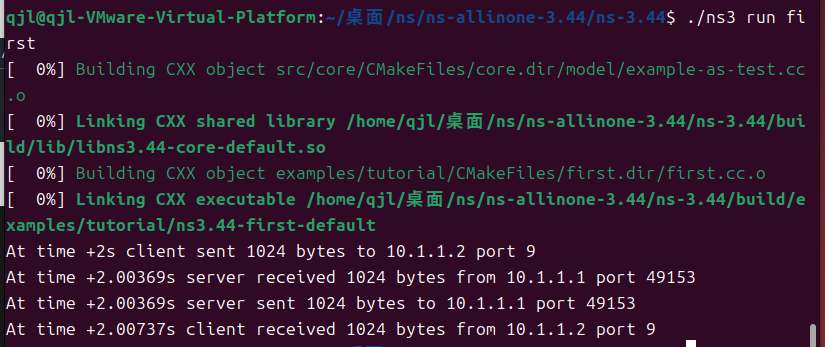 qjl@qjl-VMware-Virtual-Platform:~/桌面/ns/ns-allinone-3.44/ns-3.44$ ./ns3 run fi
rst
[  0%] Building CXX object src/core/CMakeFiles/core.dir/model/example-as-test.cc
.o
[  0%] Linking CXX shared library /home/qjl/桌面/ns/ns-allinone-3.44/ns-3.44/bui
ld/lib/libns3.44-core-default.so
[  0%] Building CXX object examples/tutorial/CMakeFiles/first.dir/first.cc.o
[  0%] Linking CXX executable /home/qjl/桌面/ns/ns-allinone-3.44/ns-3.44/build/e
xamples/tutorial/ns3.44-first-default
At time +2s client sent 1024 bytes to 10.1.1.2 port 9
At time +2.00369s server received 1024 bytes from 10.1.1.1 port 49153
At time +2.00369s server sent 1024 bytes to 10.1.1.1 port 49153
At time +2.00737s client received 1024 bytes from 10.1.1.2 port 9